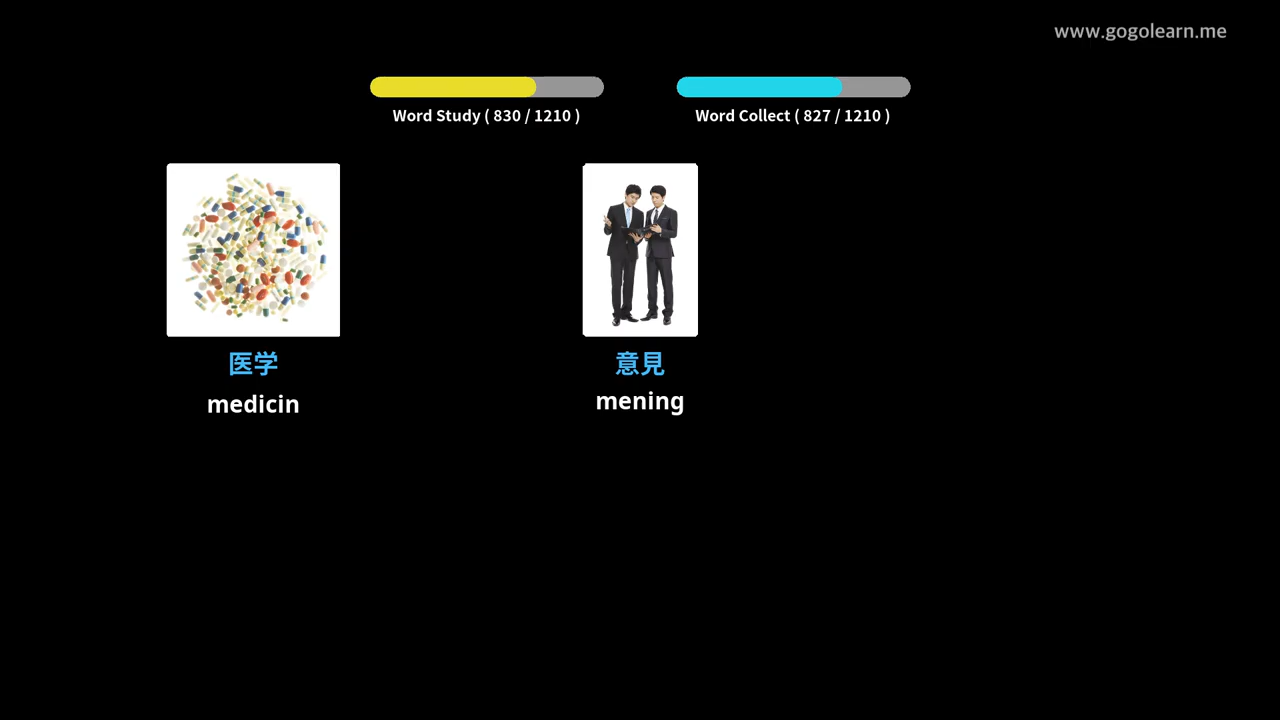 www.gogolearn.me
Word Study ( 830 / 1210 )
Word Collect ( 827 / 1210 )
医学
medicin
意見
mening